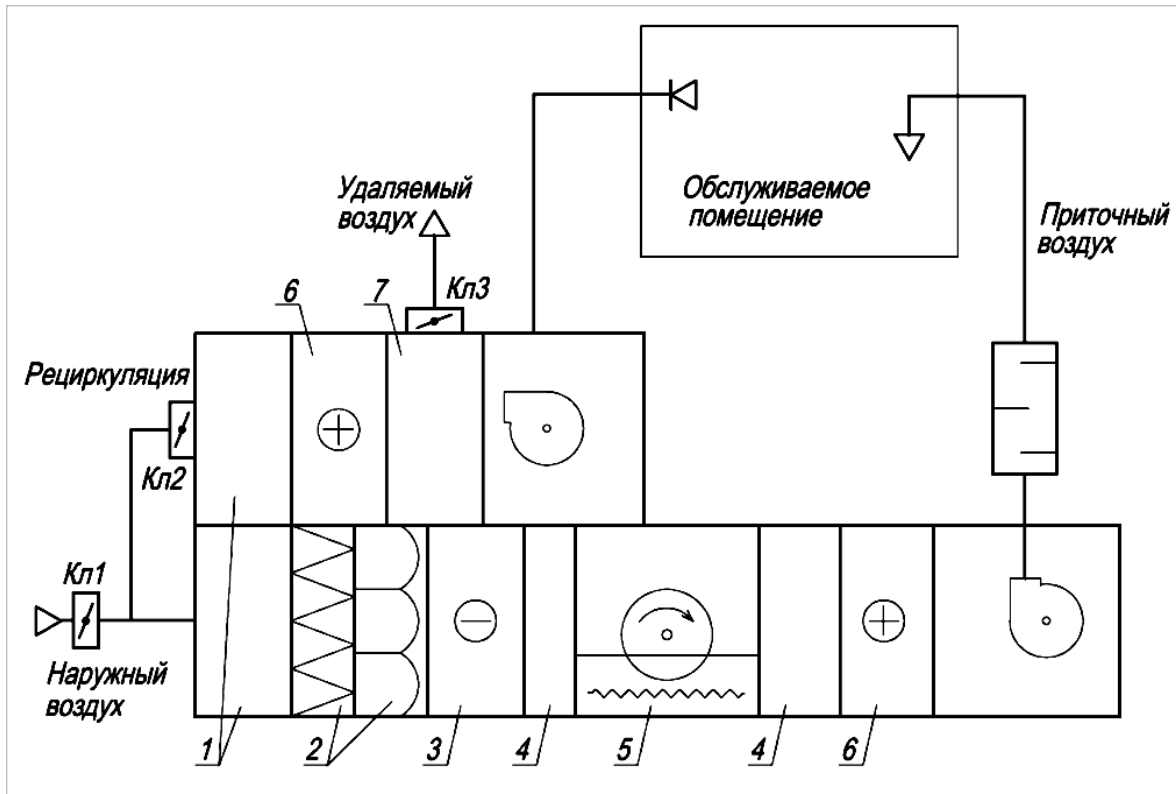 Обслуживаемое
помещение
Удаляемый
воздух
Приточный
воздух
6
7
Кл3
Рециркуляция
Кл2
Кл1
Наружный
воздух
1
2
3
4
5
4
6